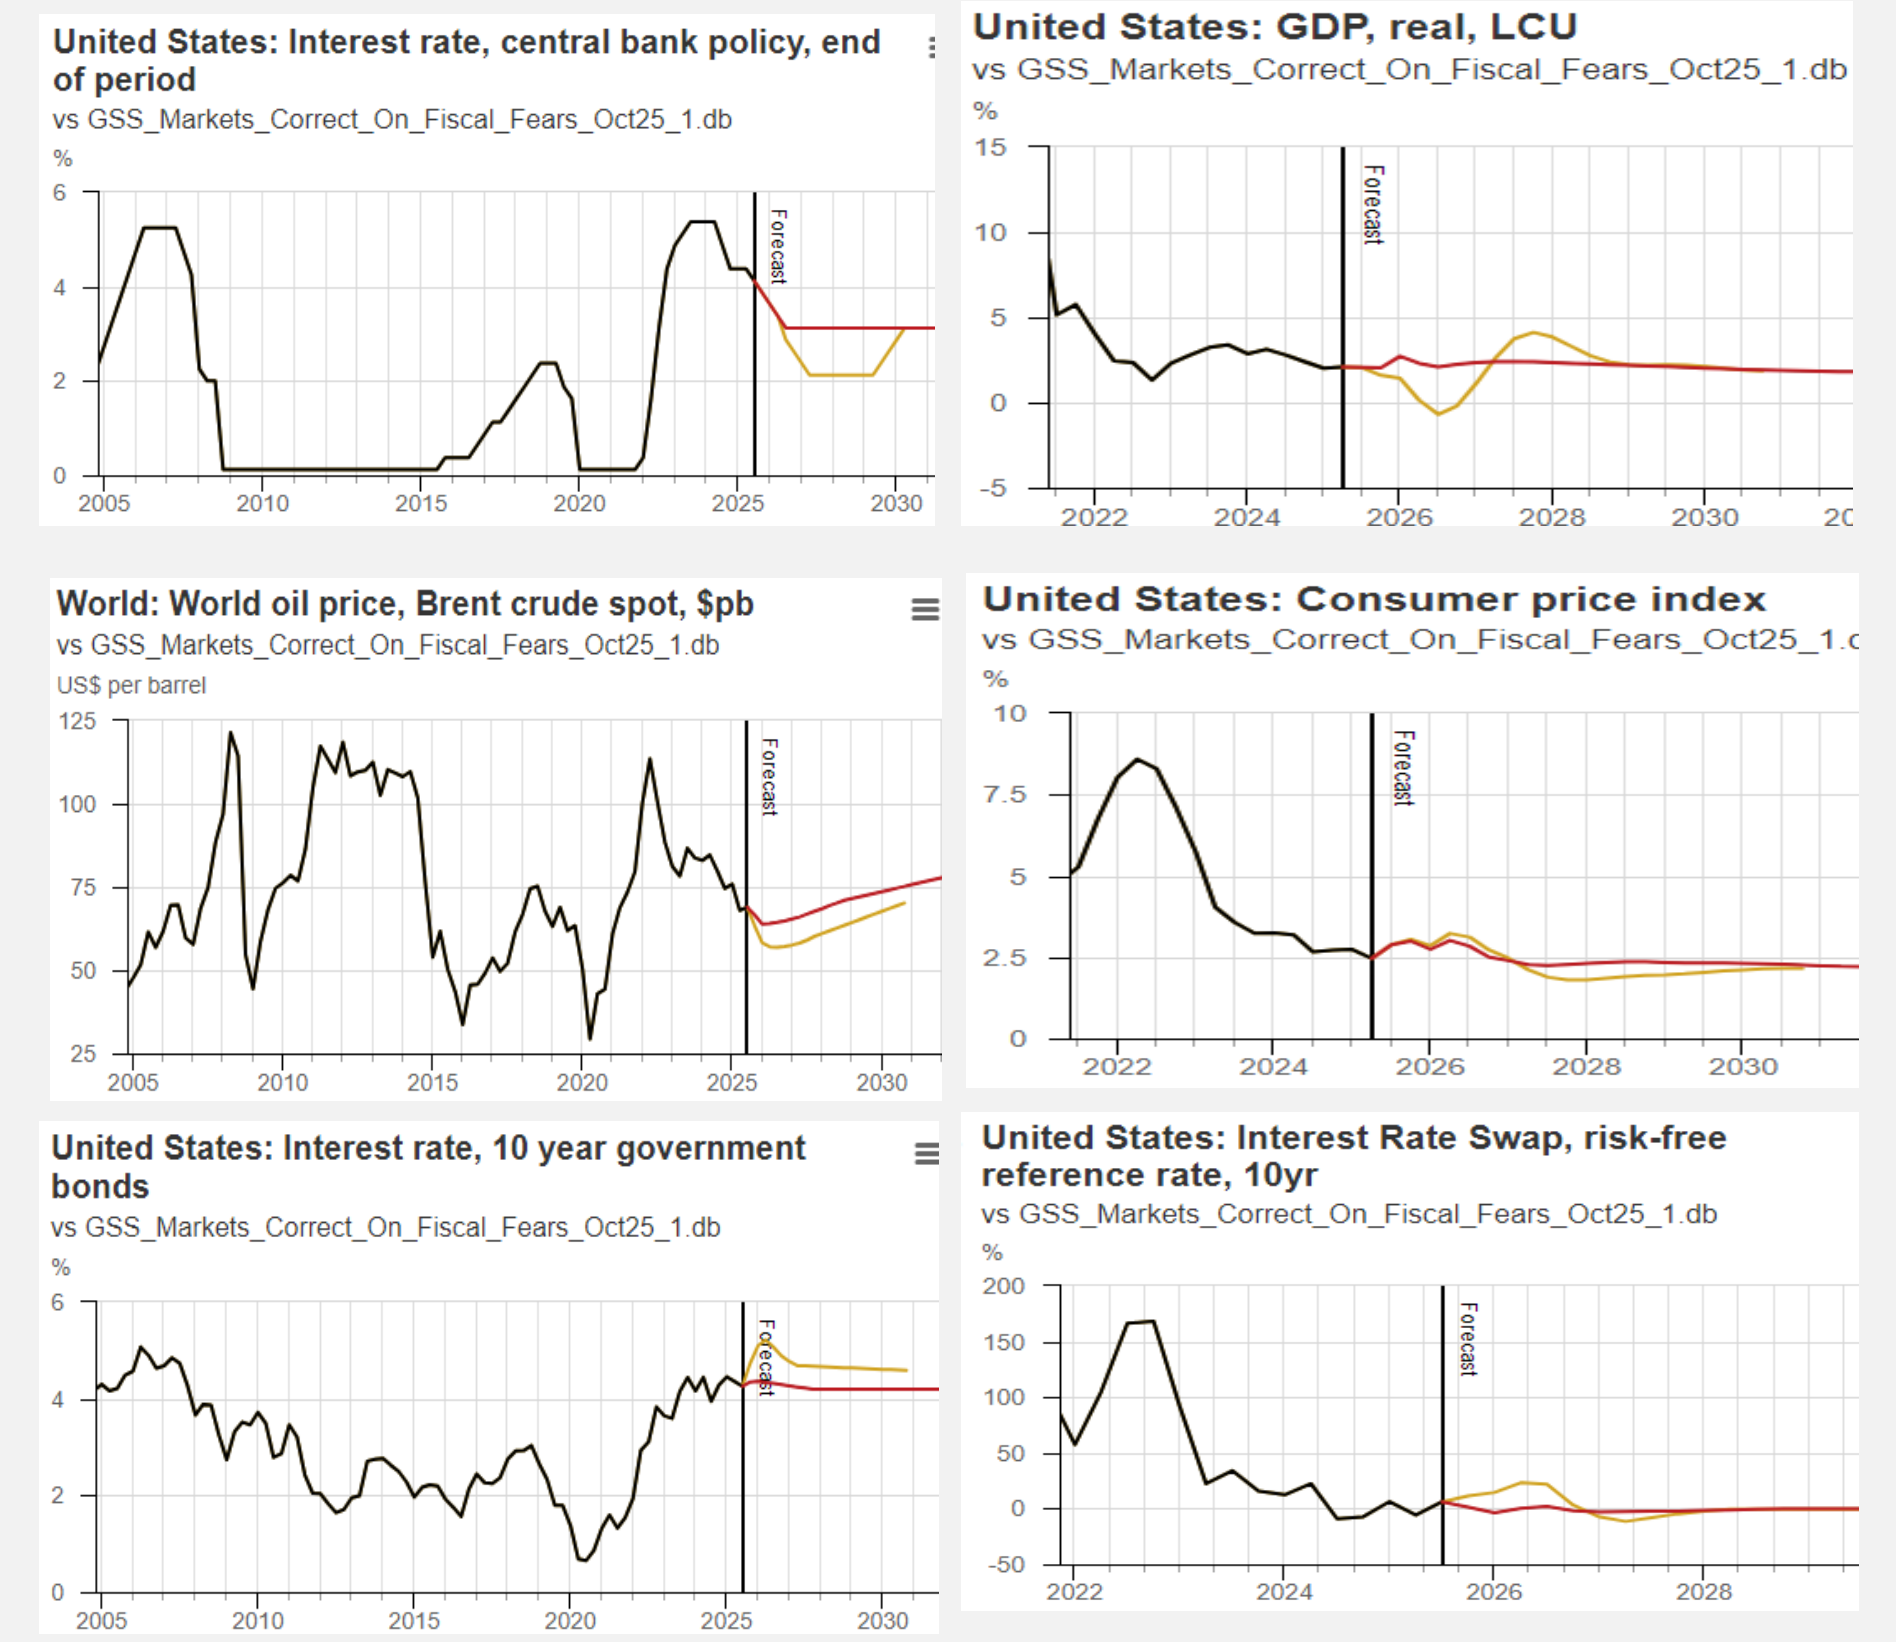 United States: Interest rate, central bank policy, end
of period
vs GSS_Markets_Correct_On_Fiscal_Fears_Oct25_1.db
%
6
4
2
0
Forecast
2005 2010 2015 2020 2025 2030
United States: GDP, real, LCU
vs GSS_Markets_Correct_On_Fiscal_Fears_Oct25_1.db
%
15
10
5
0
-5
Forecast
2022 2024 2026 2028 2030 20
World: World oil price, Brent crude spot, $pb
vs GSS_Markets_Correct_On_Fiscal_Fears_Oct25_1.db
US$ per barrel
125
100
75
50
25
Forecast
2005 2010 2015 2020 2025 2030
United States: Consumer price index
vs GSS_Markets_Correct_On_Fiscal_Fears_Oct25_1.
%
10
7.5
5
2.5
0
Forecast
2022 2024 2026 2028 2030
United States: Interest rate, 10 year government
bonds
vs GSS_Markets_Correct_On_Fiscal_Fears_Oct25_1.db
%
6
4
2
0
Forecast
2005 2010 2015 2020 2025 2030
United States: Interest Rate Swap, risk-free
reference rate, 10yr
vs GSS_Markets_Correct_On_Fiscal_Fears_Oct25_1.db
%
200
150
100
50
0
-50
Forecast
2022 2024 2026 2028